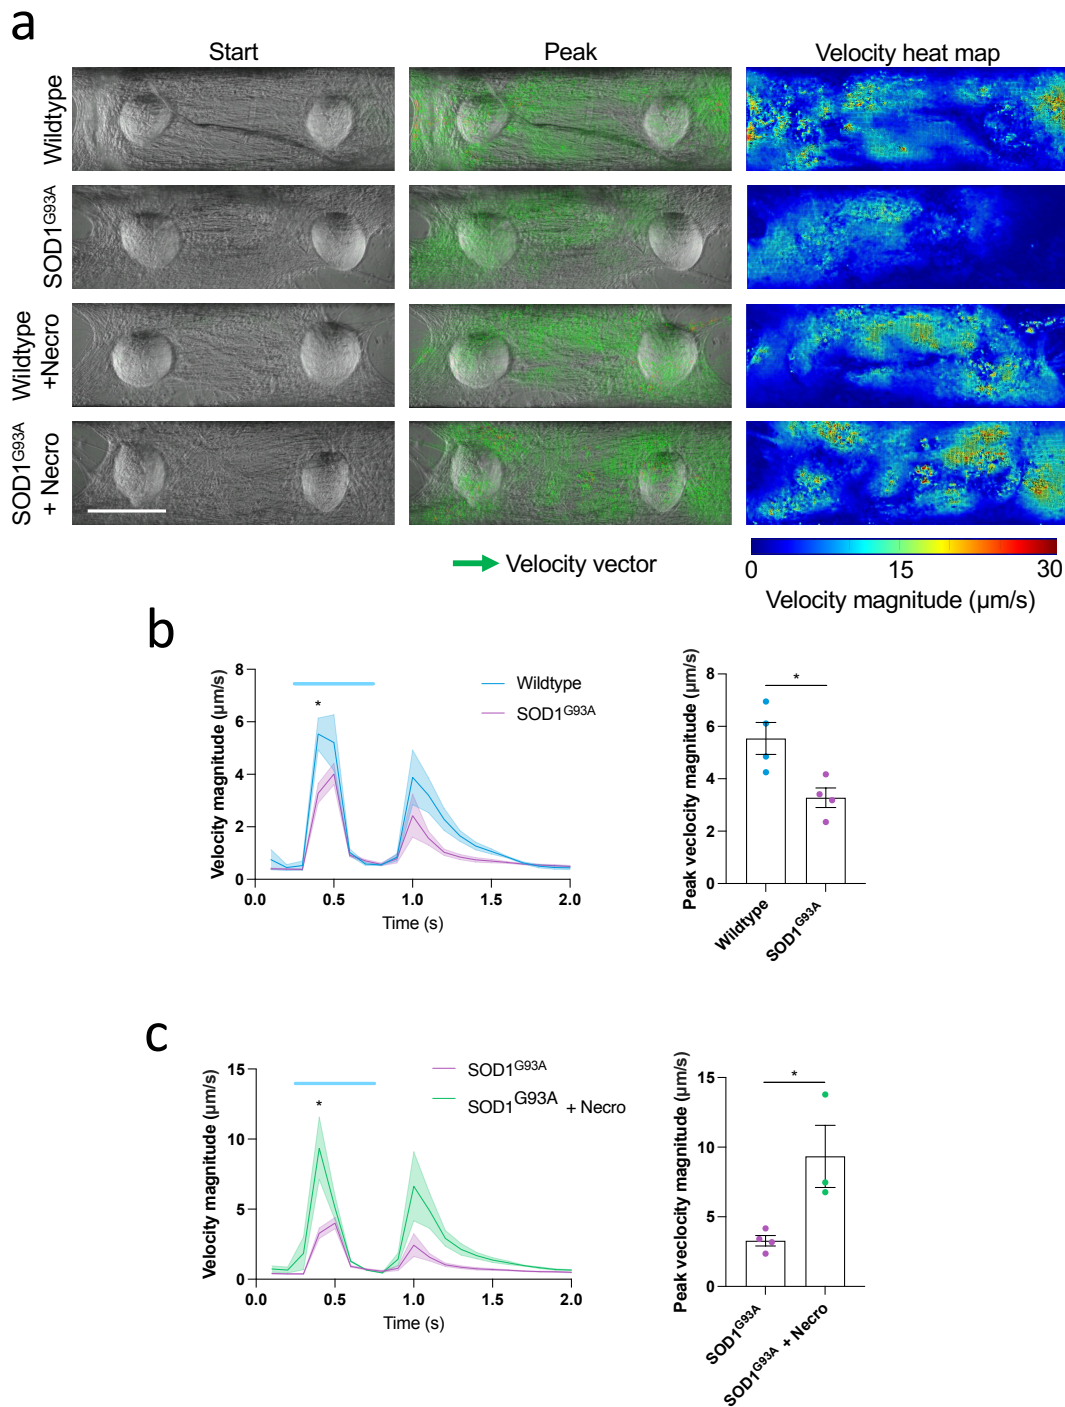 a
Start
Peak
Velocity heat map
Wildtype
SOD1G93A
Wildtype
+Necro
SOD1G93A
+ Necro
Velocity vector
0
15
30
Velocity magnitude (µm/s)
b
Velocity magnitude (µm/s)
8
6
4
2
0
0.0
0.5
1.0
1.5
2.0
Time (s)
*
Wildtype
SOD1G93A
Peak veclocity magnitude (µm/s)
8
6
4
2
0
*
Wildtype
SOD1G93A
c
Velocity magnitude (µm/s)
15
10
5
0
0.0
0.5
1.0
1.5
2.0
Time (s)
*
SOD1G93A
SOD1G93A + Necro
Peak veclocity magnitude (µm/s)
15
10
5
0
*
SOD1G93A
SOD1G93A + Necro